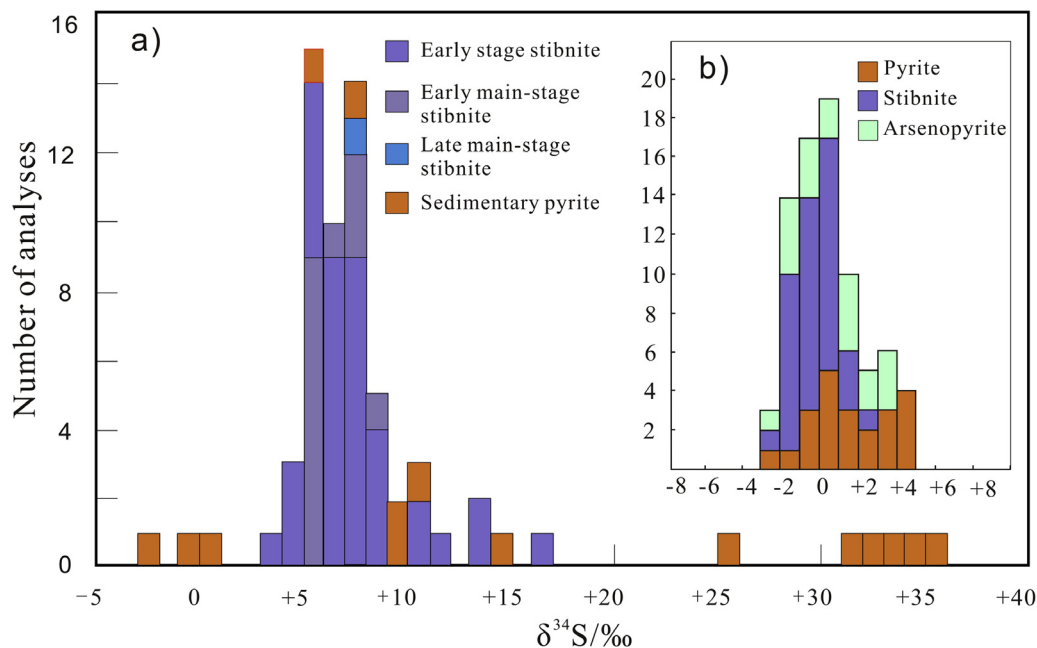 a)
Early stage stibnite
Early main-stage
stibnite
Late main-stage
stibnite
Sedimentary pyrite
Number of analyses
16
12
8
4
0
−5
0
+5
+10
+15
+20
+25
+30
+35
+40
δ³⁴S/‰
b)
Pyrite
Stibnite
Arsenopyrite
20
18
16
14
12
10
8
6
4
2
-8
-6
-4
-2
0
+2
+4
+6
+8